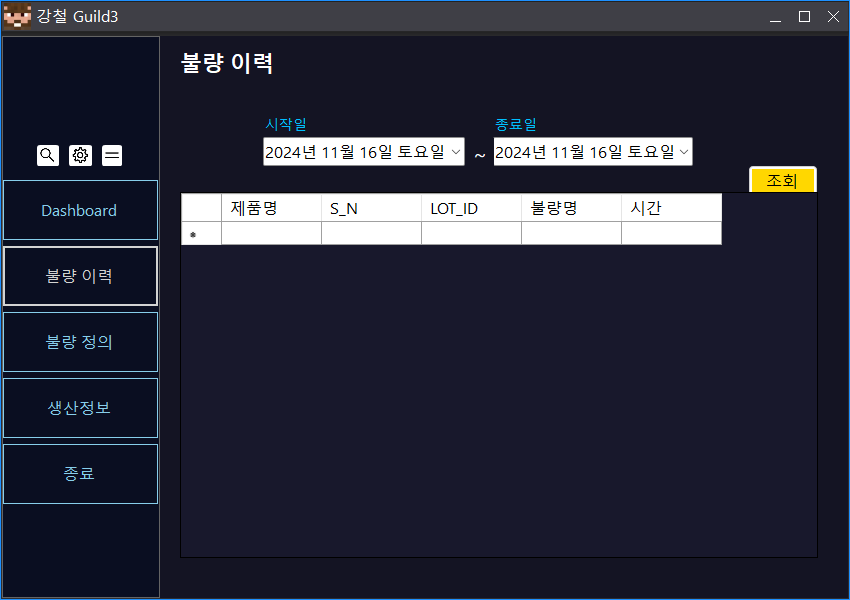 강철 Guild3
불량 이력
시작일
종료일
2024년 11월 16일 토요일 ~ 2024년 11월 16일 토요일
조회
제품명 S_N LOT_ID 불량명 시간
Dashboard
불량 이력
불량 정의
생산정보
종료